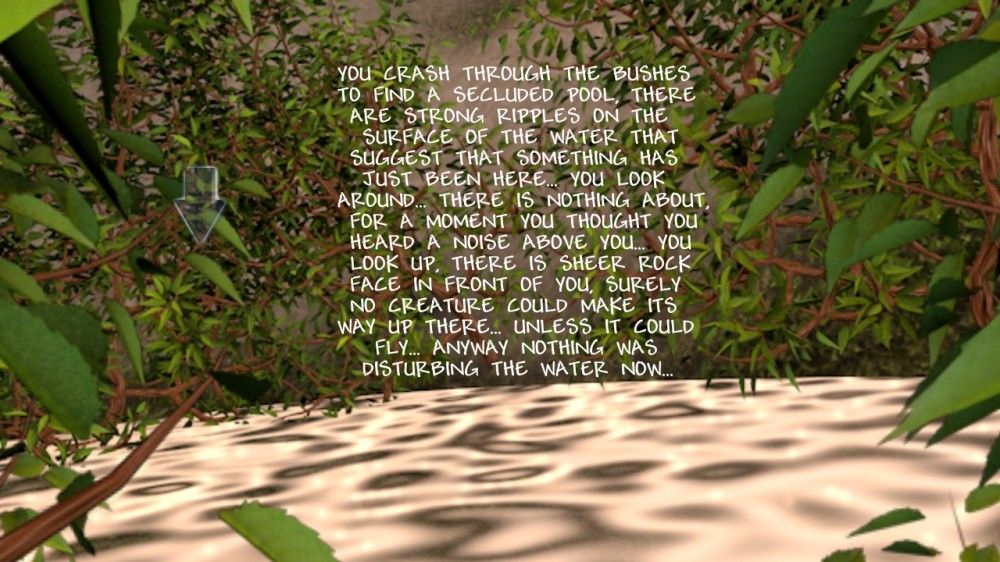 YOU CRASH THROUGH THE BUSHES
TO FIND A SECLUDED POOL, THERE
ARE STRONG RIPPLES ON THE
SURFACE OF THE WATER THAT
SUGGEST THAT SOMETHING HAS
JUST BEEN HERE... YOU LOOK
AROUND... THERE IS NOTHING ABOUT,
FOR A MOMENT YOU THOUGHT YOU
HEARD A NOISE ABOVE YOU... YOU
LOOK UP, THERE IS SHEER ROCK
FACE IN FRONT OF YOU, SURELY
NO CREATURE COULD MAKE ITS
WAY UP THERE... UNLESS IT COULD
FLY... ANYWAY NOTHING WAS
DISTURBING THE WATER NOW...